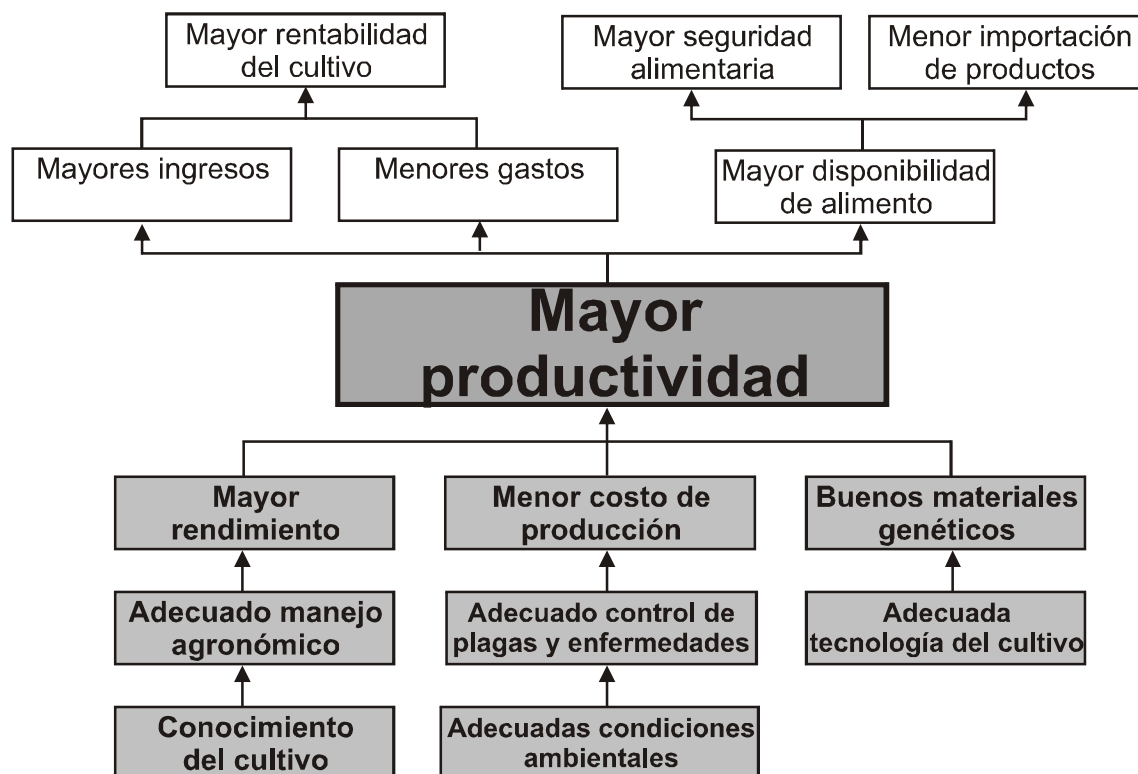 Mayor rentabilidad
del cultivo
Mayor seguridad
alimentaria
Menor importación
de productos
Mayores ingresos
Menores gastos
Mayor disponibilidad
de alimento
Mayor
productividad
Mayor
rendimiento
Menor costo de
producción
Buenos materiales
genéticos
Adecuado manejo
agronómico
Adecuado control de
plagas y enfermedades
Adecuada
tecnología del cultivo
Conocimiento
del cultivo
Adecuadas condiciones
ambientales